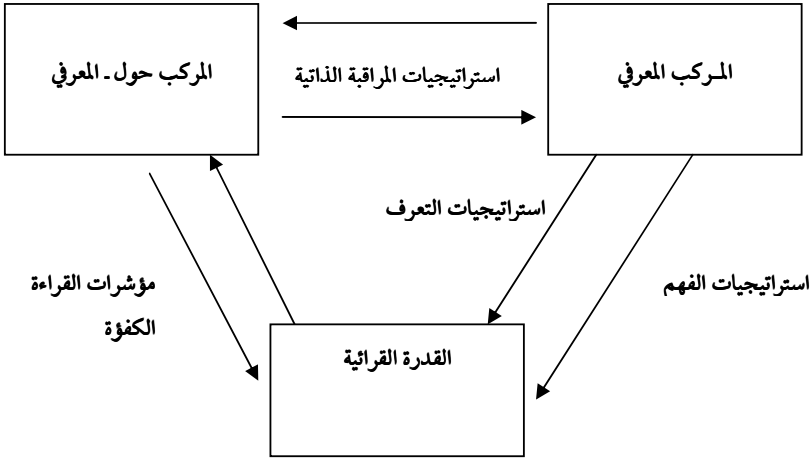 المركب المعرفي
المركب حول ـ المعرفي
استراتيجيات المراقبة الذاتية
استراتيجيات التعرف
استراتيجيات الفهم
مؤشرات القراءة
الكفؤة
القدرة القرائية